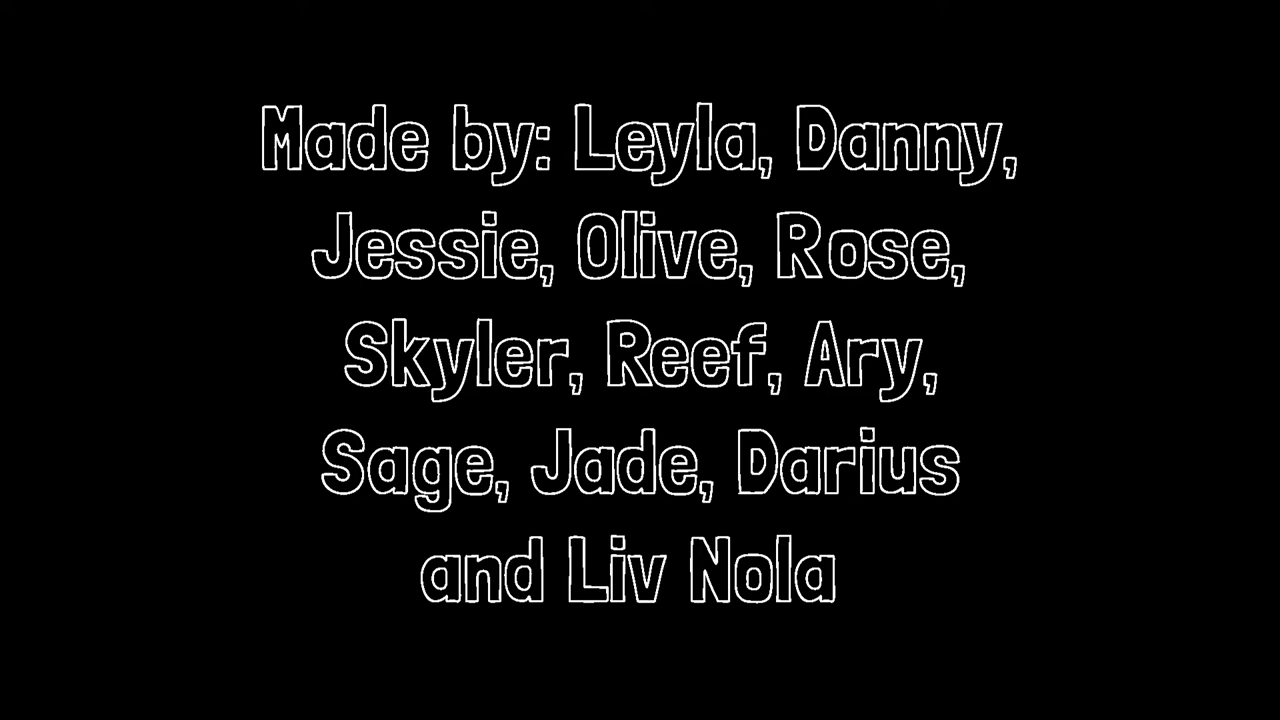 Made by: Leyla, Danny,
Jessie, Olive, Rose,
Skyler, Reef, Ary,
Sage, Jade, Darius
and Liv Nola